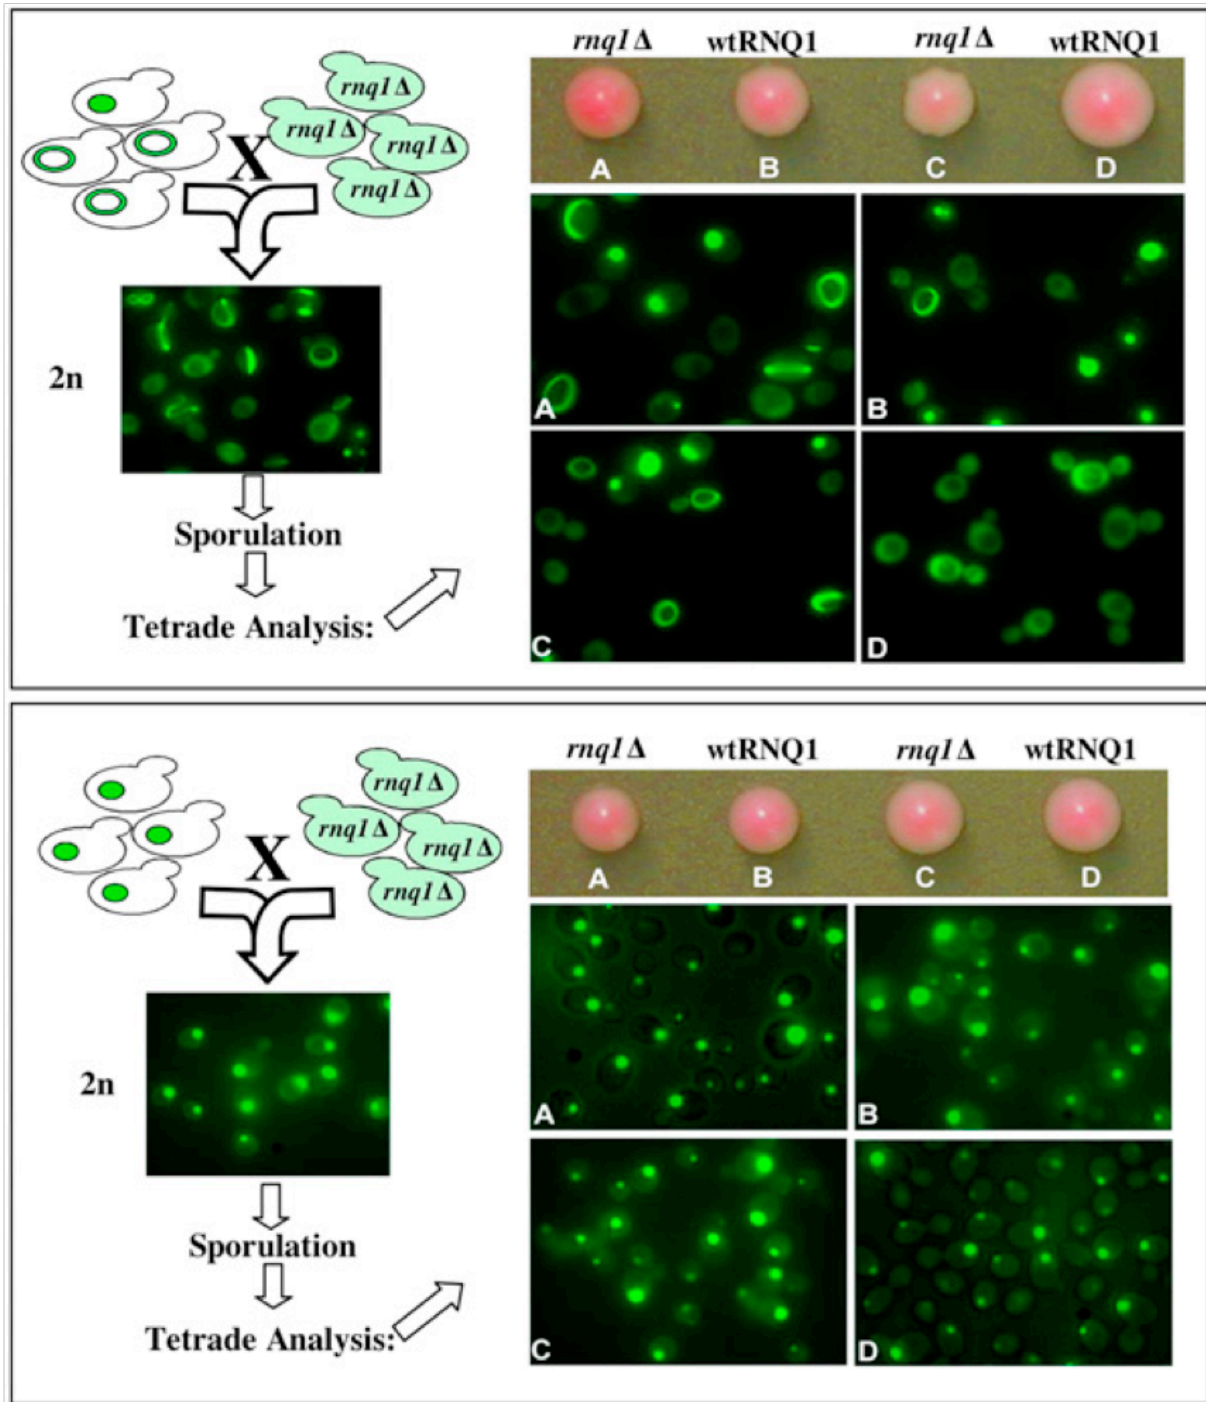 rnq1Δ wtRNQ1 rnq1Δ wtRNQ1
rnq1Δ
rnq1Δ
rnq1Δ
rnq1Δ
X
A B C D
2n
A B
Sporulation
Tetrade Analysis:
C D
rnq1Δ wtRNQ1 rnq1Δ wtRNQ1
rnq1Δ
rnq1Δ
rnq1Δ
rnq1Δ
X
A B C D
2n
A B
Sporulation
Tetrade Analysis:
C D